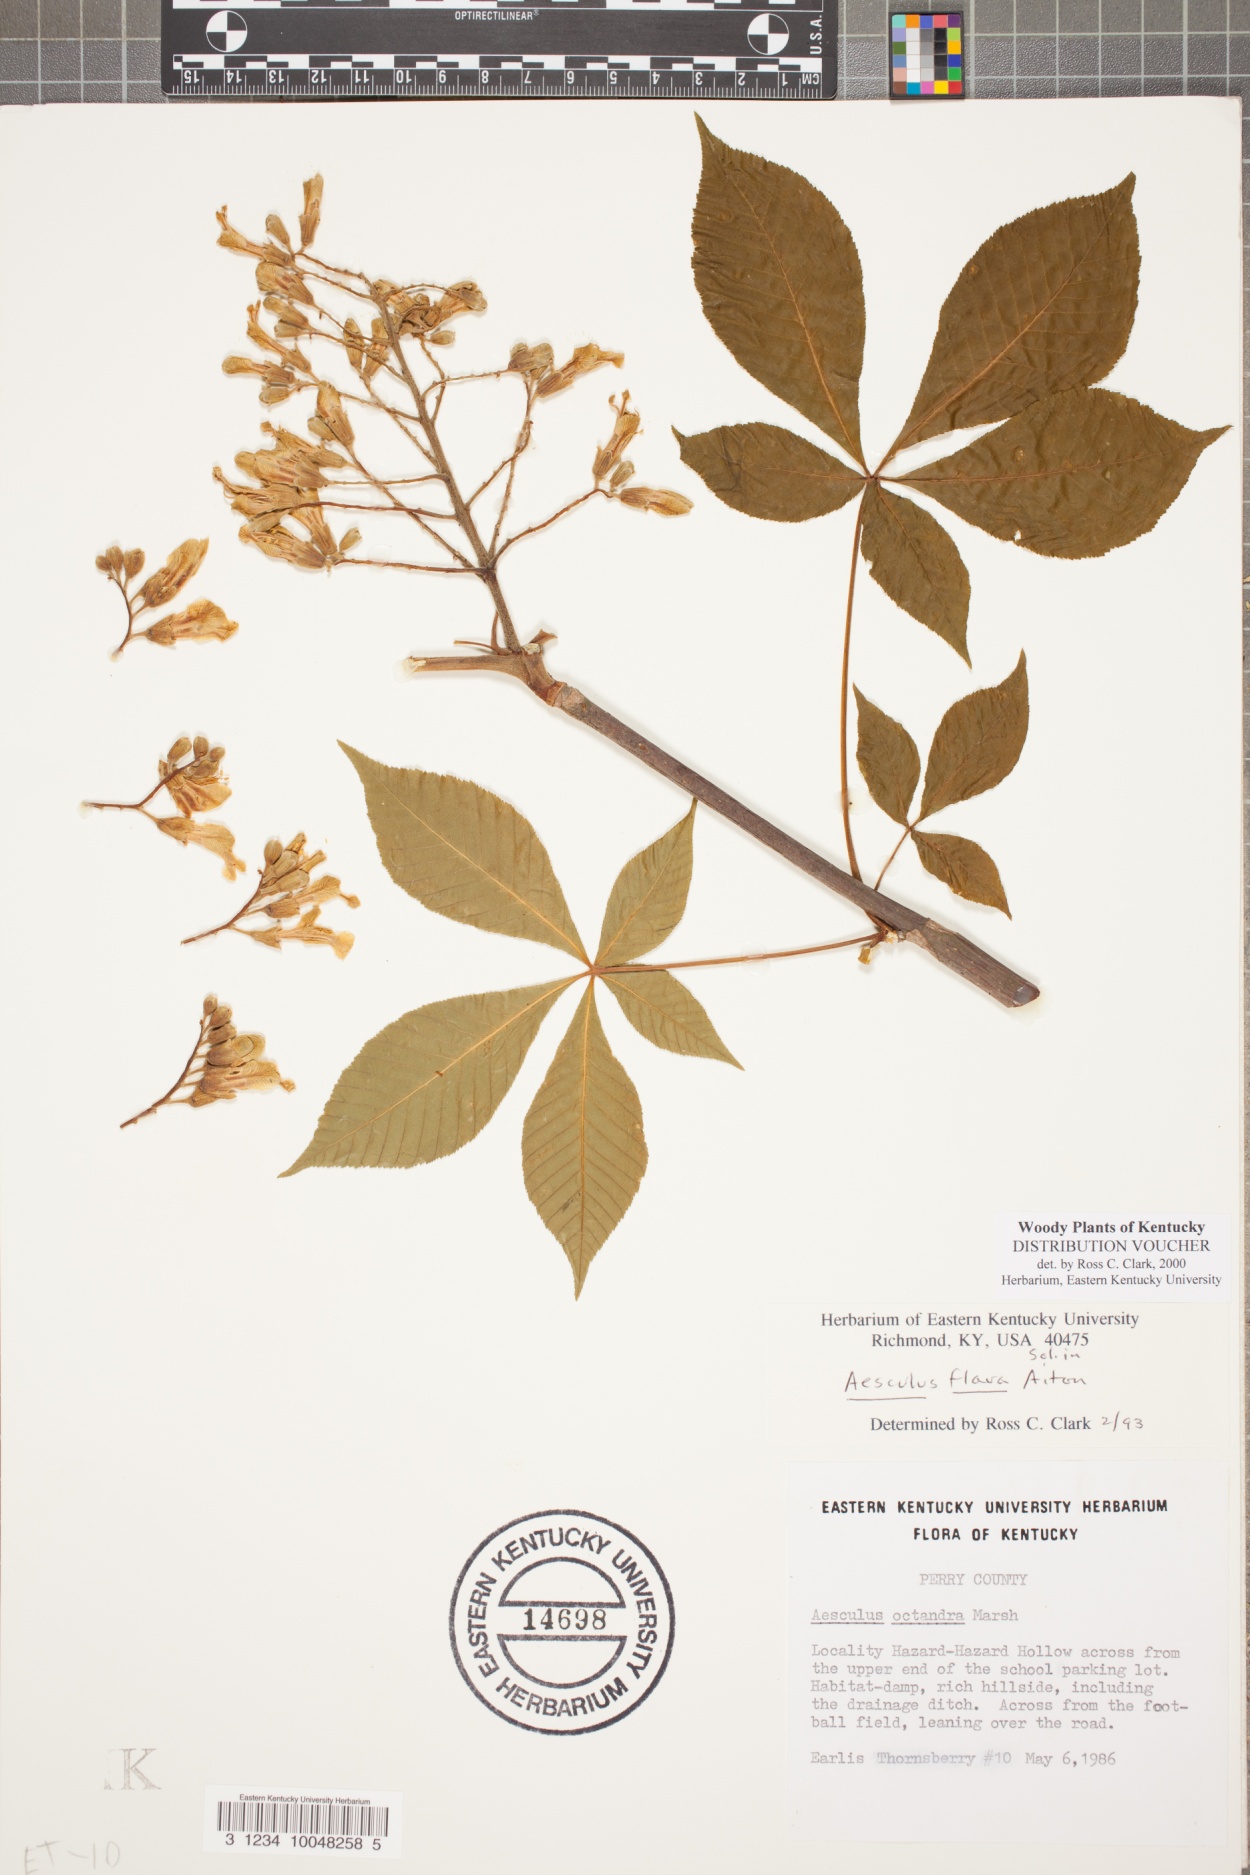 OPTIRECTILINEAR®
U.S.A.
15 14 13 12 11 10 9 8 7 6 5 4 3 2 1 CM
Woody Plants of Kentucky
DISTRIBUTION VOUCHER
det. by Ross C. Clark, 2000
Herbarium, Eastern Kentucky University
Herbarium of Eastern Kentucky University
Richmond, KY, USA 40475
Sol. in
Aesculus flava Aiton
Determined by Ross C. Clark 2/93
EASTERN KENTUCKY UNIVERSITY HERBARIUM
FLORA OF KENTUCKY
PERRY COUNTY
Aesculus octandra Marsh
Locality Hazard-Hazard Hollow across from
the upper end of the school parking lot.
Habitat-damp, rich hillside, including
the drainage ditch. Across from the foot-
ball field, leaning over the road.
Earlis Thornsberry #10 May 6,1986
EASTERN KENTUCKY UNIVERSITY
14698
HERBARIUM
K
Eastern Kentucky University Herbarium
3 1234 10048258 5
ET-10